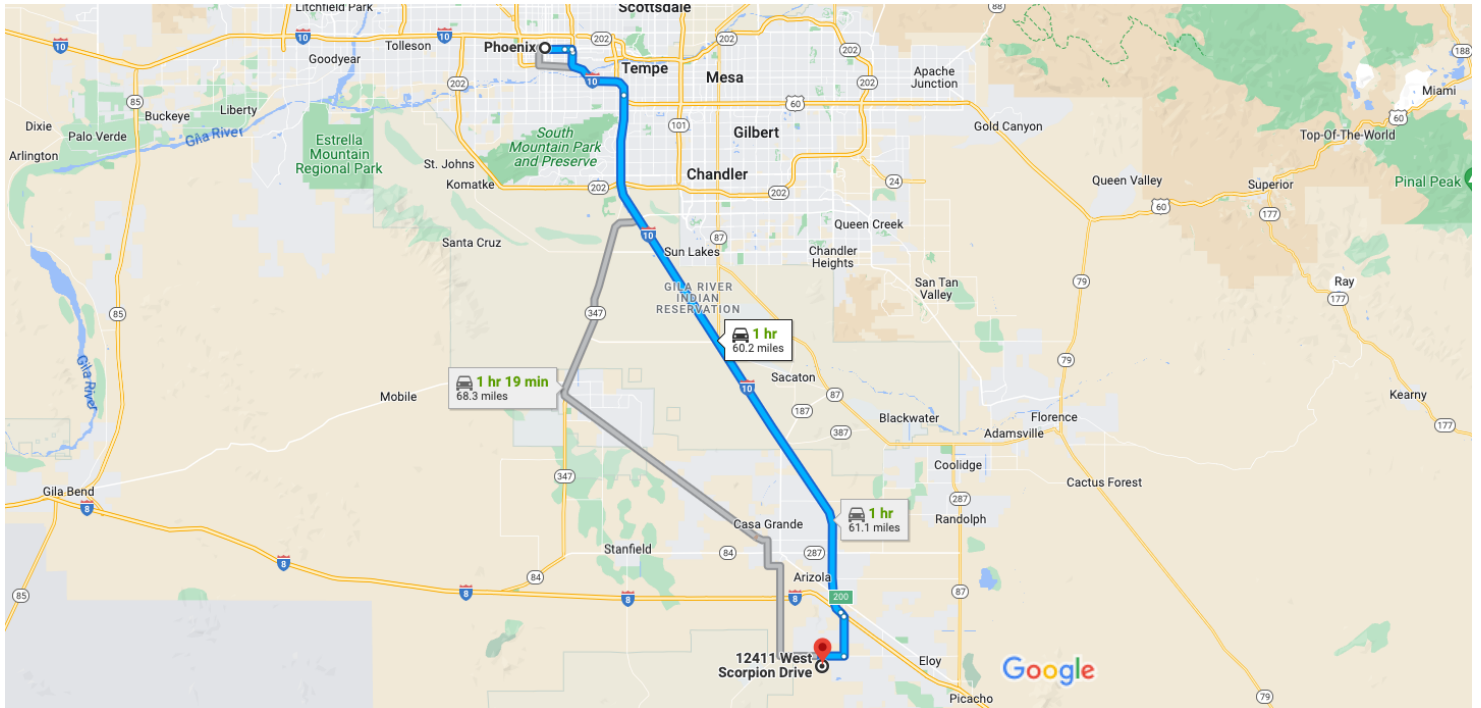 Litchfield Park
Scottsdale
88
10
10
Tolleson
Phoenix
10
202
202
202
188
Goodyear
202
Tempe
Mesa
Apache
Junction
10
85
Buckeye
Liberty
60
60
Miami
Dixie
Palo Verde
Gila River
Estrella
Mountain
Regional Park
South
Mountain Park
and Preserve
101
Gilbert
Gold Canyon
Top-Of-The-World
Arlington
St. Johns
Komatke
202
Chandler
202
24
Queen Valley
60
Superior
Pinal Peak
177
Santa Cruz
10
87
Queen Creek
Sun Lakes
Chandler
Heights
79
GILA RIVER
INDIAN
RESERVATION
San Tan
Valley
Ray
177
85
347
1 hr
60.2 miles
Gila River
1 hr 19 min
68.3 miles
Mobile
10
Sacaton
87
79
Kearny
187
Blackwater
Florence
177
387
Adamsville
347
Coolidge
Cactus Forest
Gila Bend
8
287
1 hr
61.1 miles
Randolph
Casa Grande
Stanfield
84
287
8
84
Arizola
85
8
8
8
200
87
12411 West
Scorpion Drive
Eloy
Google
Picacho
79